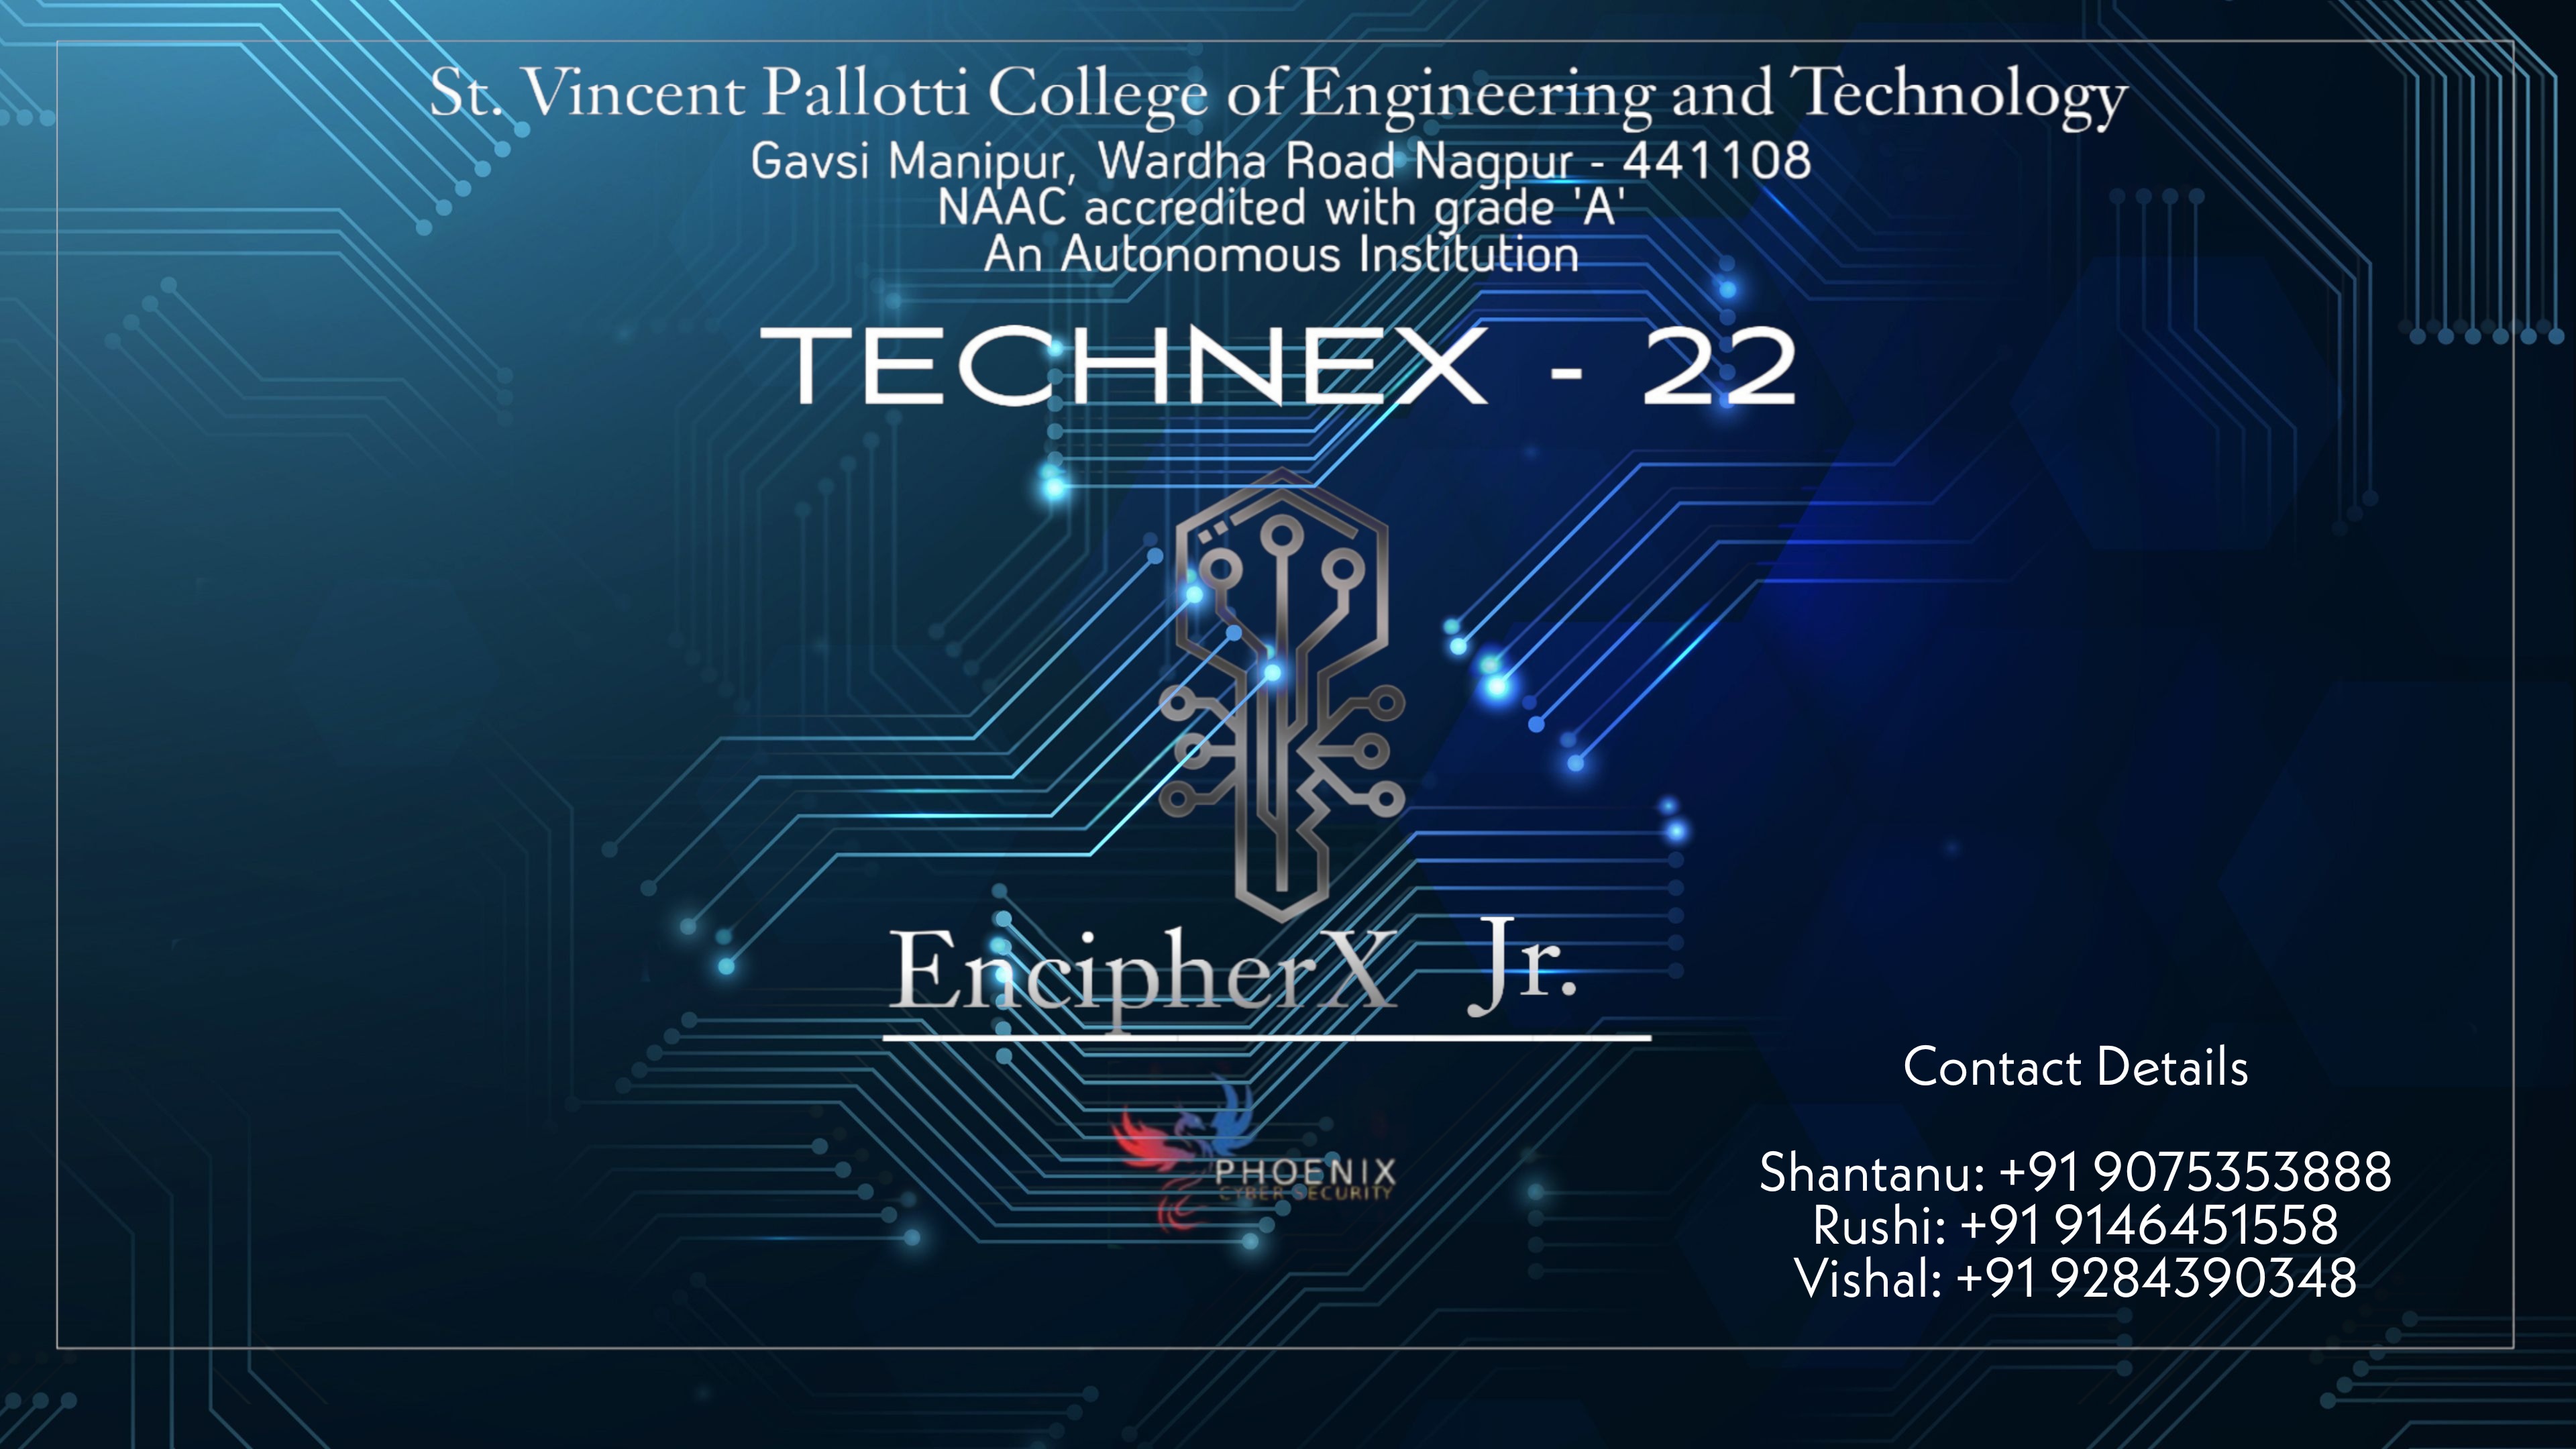 St. Vincent Pallotti College of Engineering and Technology
Gavsi Manipur, Wardha Road Nagpur - 441108
NAAC accredited with grade 'A'
An Autonomous Institution
TECHNEX - 22
EncipherX Jr.
PHOENIX
CYBER SECURITY
Contact Details
Shantanu: +91 9075353888
Rushi: +91 9146451558
Vishal: +91 9284390348